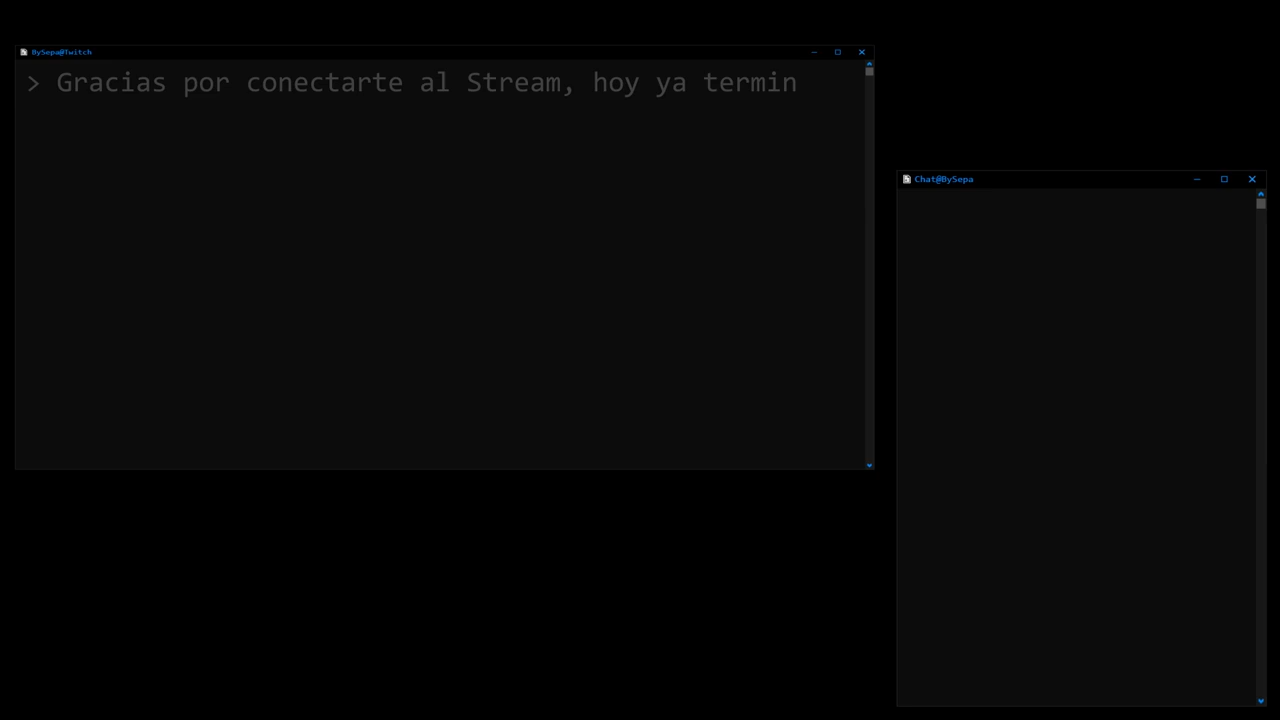 BySepa@Twitch
> Gracias por conectarte al Stream, hoy ya termin
Chat@BySepa